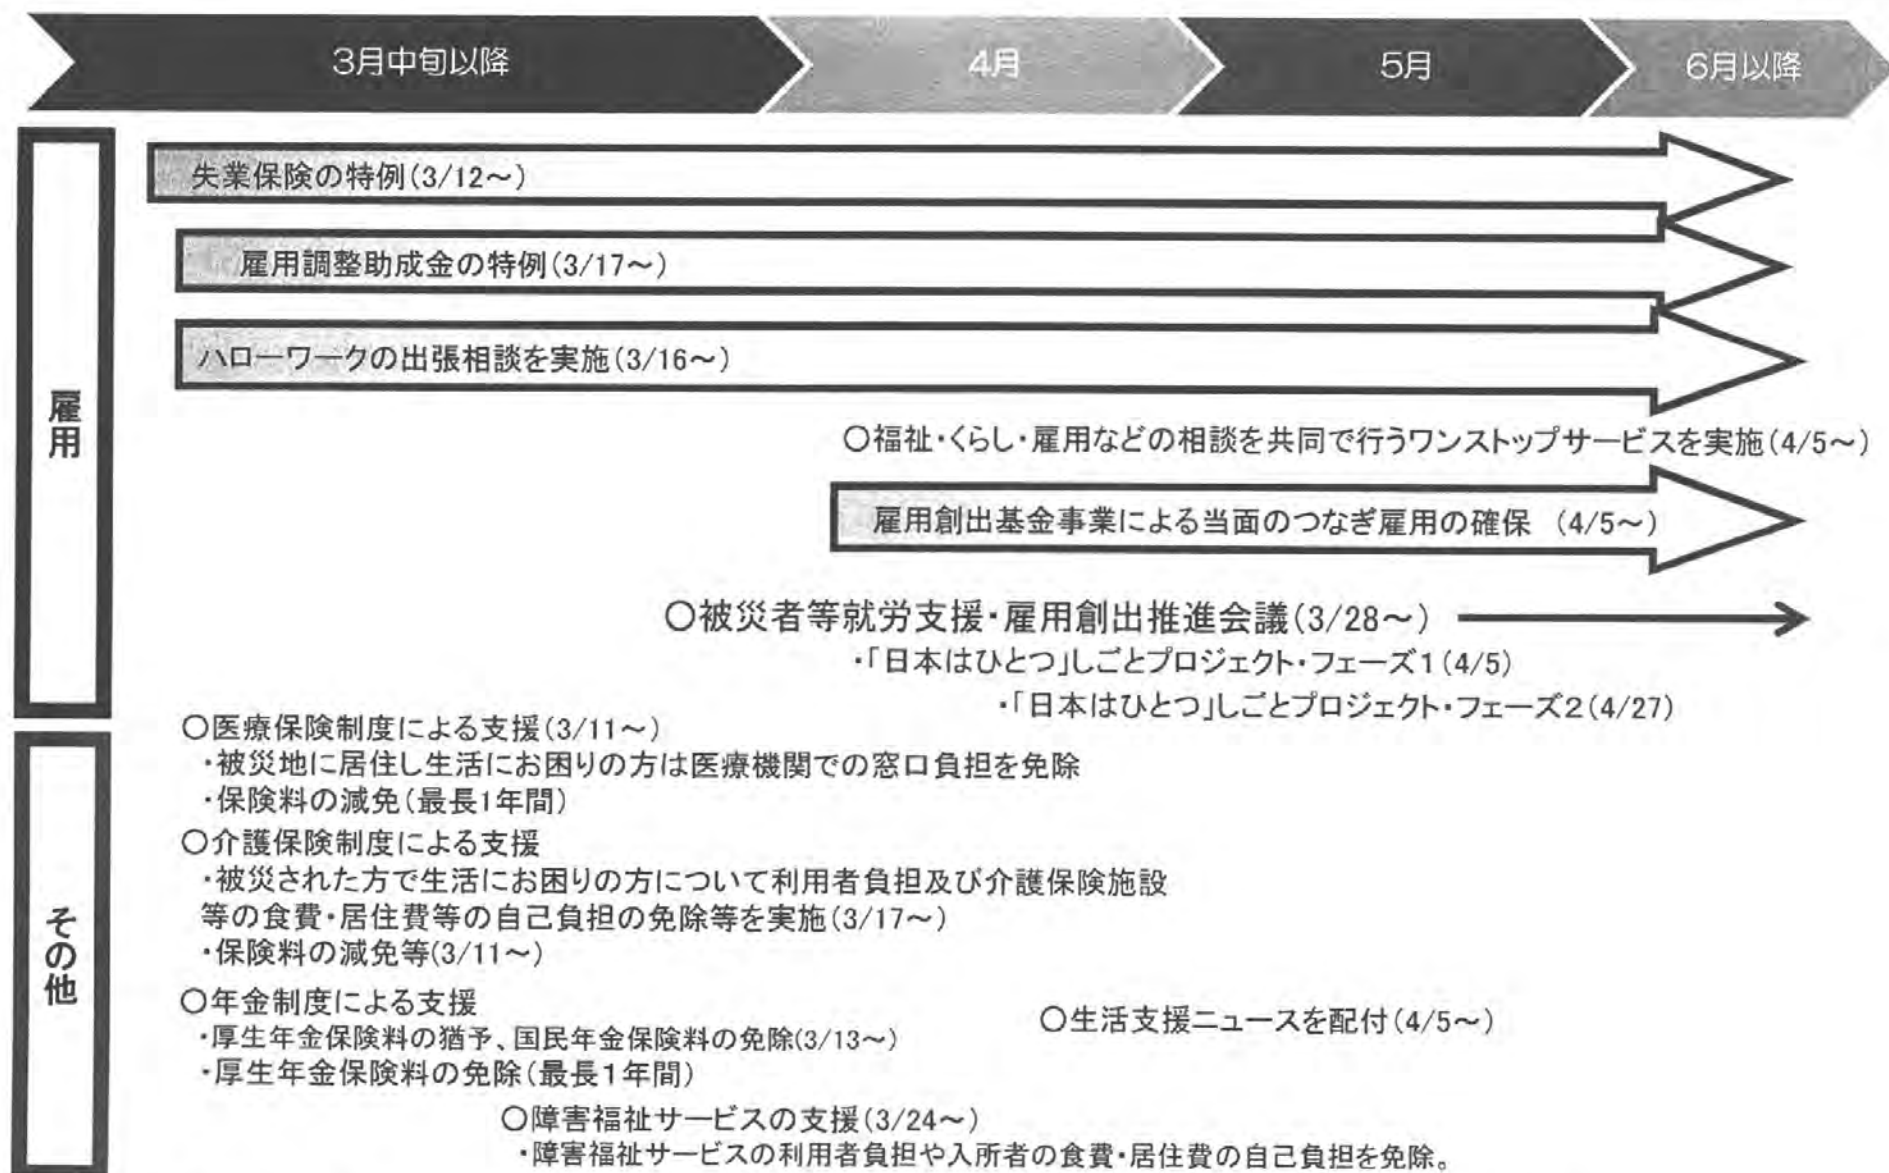 3月中旬以降
4月
5月
6月以降
雇用
失業保険の特例(3/12～)
雇用調整助成金の特例(3/17～)
ハローワークの出張相談を実施(3/16～)
○福祉・くらし・雇用などの相談を共同で行うワンストップサービスを実施(4/5～)
雇用創出基金事業による当面のつなぎ雇用の確保 (4/5～)
○被災者等就労支援・雇用創出推進会議(3/28～)
・「日本はひとつ」しごとプロジェクト・フェーズ1(4/5)
・「日本はひとつ」しごとプロジェクト・フェーズ2(4/27)
その他
○医療保険制度による支援(3/11～)
・被災地に居住し生活にお困りの方は医療機関での窓口負担を免除
・保険料の減免(最長1年間)
○介護保険制度による支援
・被災された方で生活にお困りの方について利用者負担及び介護保険施設
等の食費・居住費等の自己負担の免除等を実施(3/17～)
・保険料の減免等(3/11～)
○年金制度による支援
・厚生年金保険料の猶予、国民年金保険料の免除(3/13～)
・厚生年金保険料の免除(最長1年間)
○生活支援ニュースを配付(4/5～)
○障害福祉サービスの支援(3/24～)
・障害福祉サービスの利用者負担や入所者の食費・居住費の自己負担を免除。